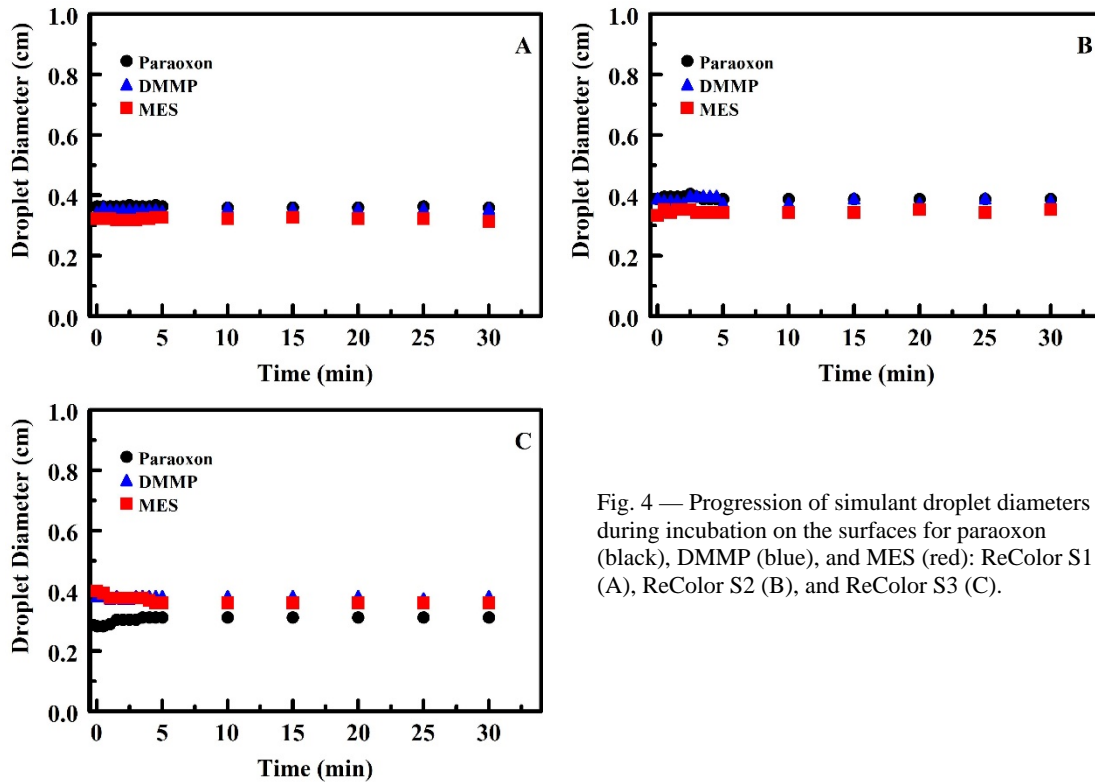 1.0
0.8
0.6
0.4
0.2
0.0
Droplet Diameter (cm)
A
Paraoxon
DMMP
MES
0 5 10 15 20 25 30
Time (min)
1.0
0.8
0.6
0.4
0.2
0.0
Droplet Diameter (cm)
B
Paraoxon
DMMP
MES
0 5 10 15 20 25 30
Time (min)
1.0
0.8
0.6
0.4
0.2
0.0
Droplet Diameter (cm)
C
Paraoxon
DMMP
MES
0 5 10 15 20 25 30
Time (min)
Fig. 4 — Progression of simulant droplet diameters
during incubation on the surfaces for paraoxon
(black), DMMP (blue), and MES (red): ReColor S1
(A), ReColor S2 (B), and ReColor S3 (C).